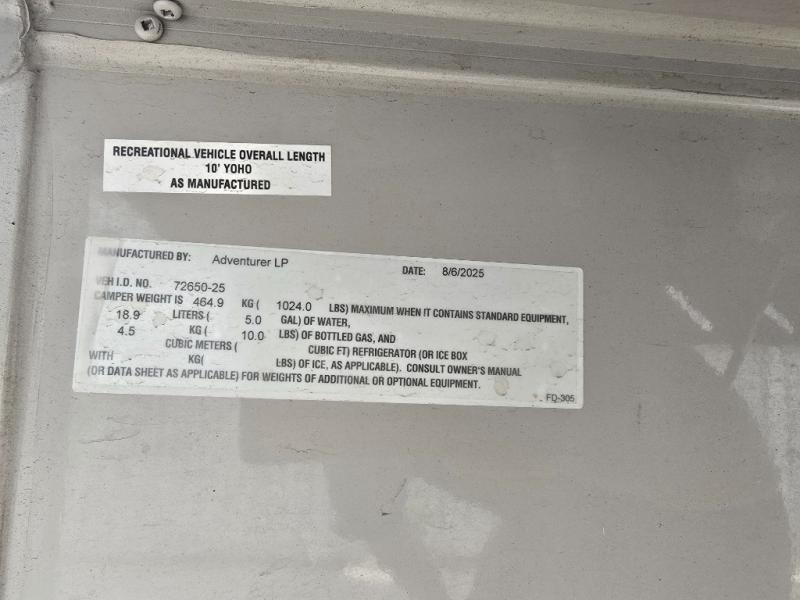 RECREATIONAL VEHICLE OVERALL LENGTH
10' YOHO
AS MANUFACTURED
MANUFACTURED BY: Adventurer LP DATE: 8/6/2025
VEH I.D. NO. 72650-25
CAMPER WEIGHT IS 464.9 KG ( 1024.0 LBS) MAXIMUM WHEN IT CONTAINS STANDARD EQUIPMENT,
18.9 LITERS ( 5.0 GAL) OF WATER,
4.5 KG ( 10.0 LBS) OF BOTTLED GAS, AND
CUBIC METERS ( CUBIC FT) REFRIGERATOR (OR ICE BOX
WITH KG( LBS) OF ICE, AS APPLICABLE). CONSULT OWNER'S MANUAL
(OR DATA SHEET AS APPLICABLE) FOR WEIGHTS OF ADDITIONAL OR OPTIONAL EQUIPMENT.
FD-305